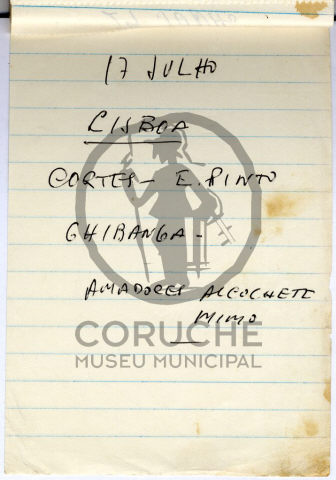 17 JULHO
LISBOA
CORTES - E. PINTO
CHIBANGA -
AMADORES ALCOCHETE
MIMO
CORUCHE
MUSEU MUNICIPAL